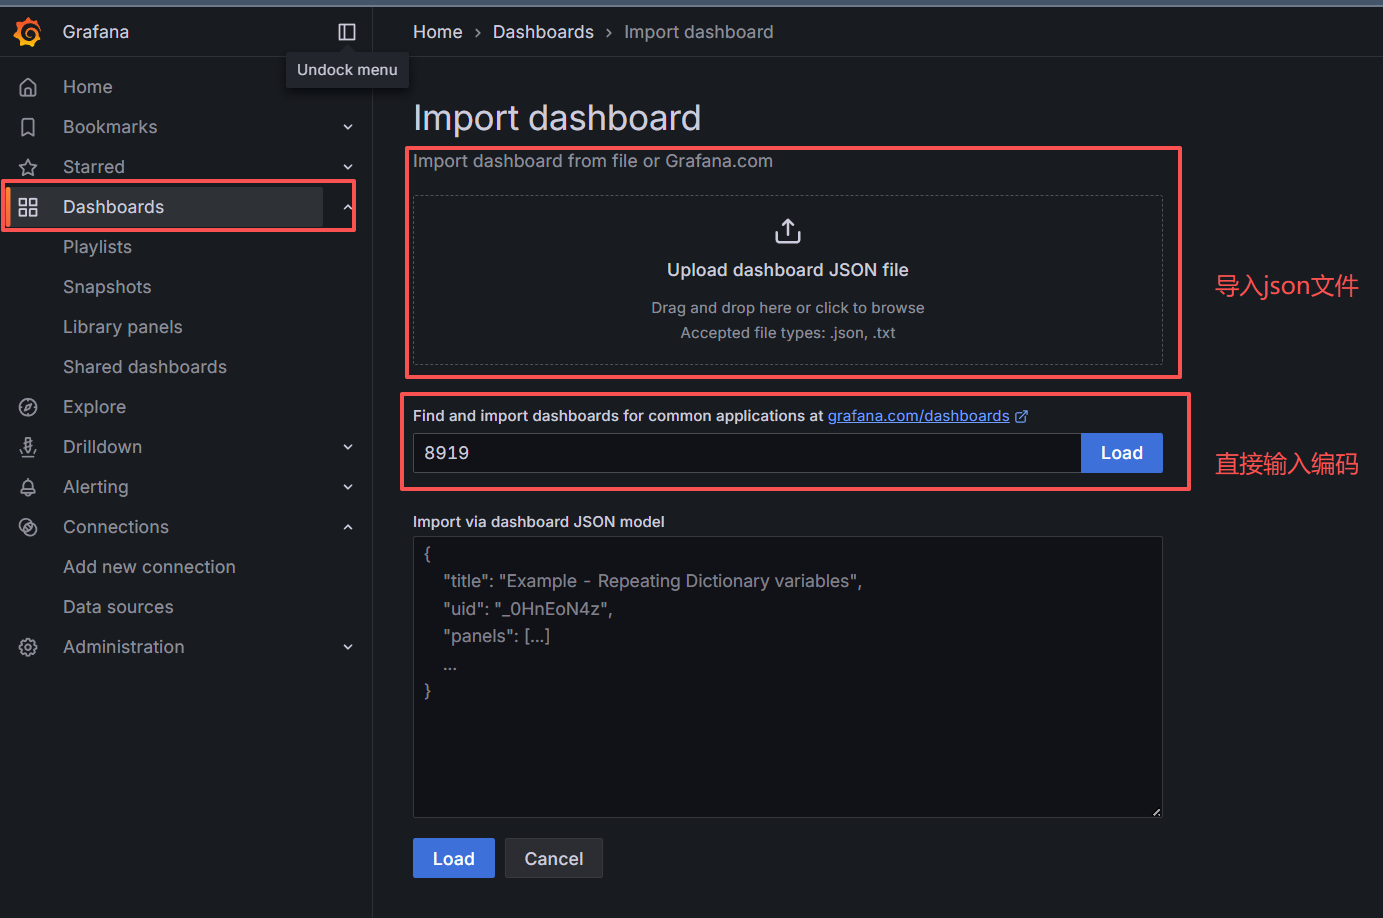 Grafana
Home › Dashboards › Import dashboard
Undock menu
Home
Bookmarks
Starred
Dashboards
Playlists
Snapshots
Library panels
Shared dashboards
Explore
Drilldown
Alerting
Connections
Add new connection
Data sources
Administration
Import dashboard
Import dashboard from file or Grafana.com
Upload dashboard JSON file
Drag and drop here or click to browse
Accepted file types: .json, .txt
导入json文件
Find and import dashboards for common applications at grafana.com/dashboards
8919
Load
直接输入编码
Import via dashboard JSON model
{
"title": "Example - Repeating Dictionary variables",
"uid": "_0HnEoN4z",
"panels": [...]
...
}
Load
Cancel